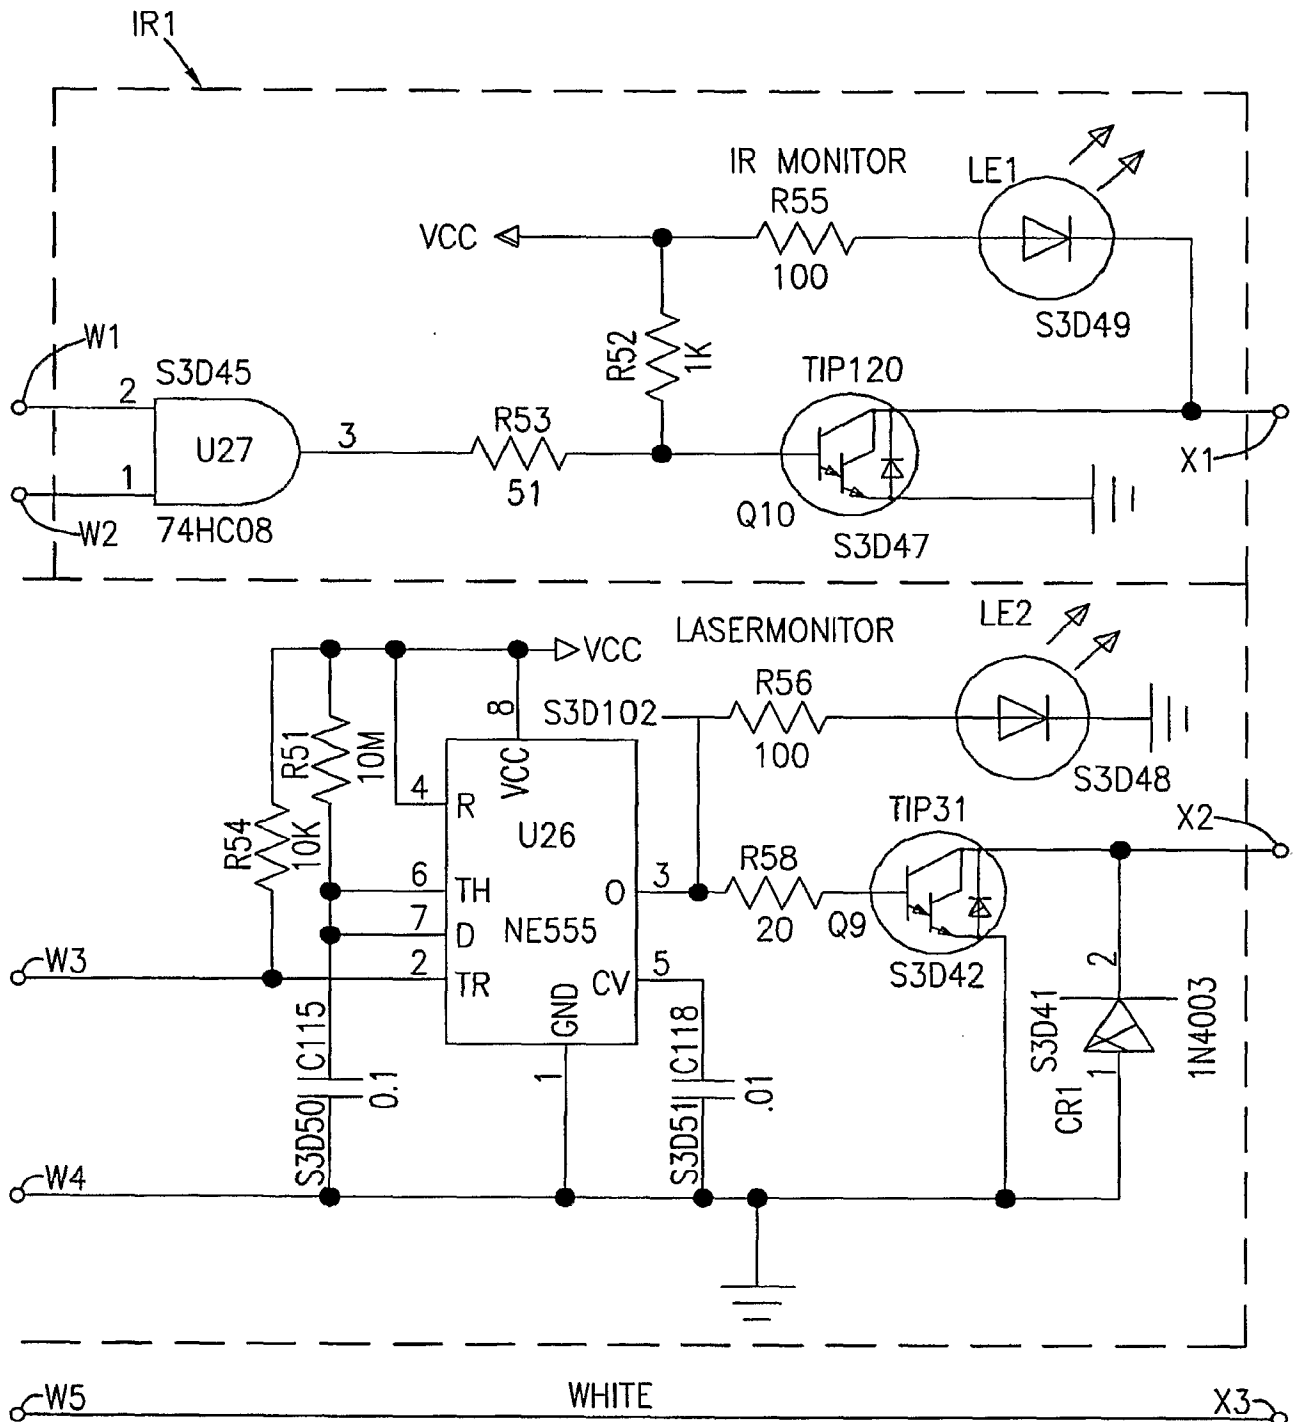 IR1
IR MONITOR
LE1
R55
VCC
100
S3D49
W1
R52
1K
TIP120
S3D45
2
R53
3
U27
X1
1
51
Q10
W2
74HC08
S3D47
LE2
LASERMONITOR
VCC
R56
8
S3D102
R51
10M
VCC
100
S3D48
4
R
TIP31
X2
U26
R54
10K
R58
6
TH
O
3
7
D
NE555
20
Q9
W3
2
TR
CV
5
S3D42
2
GND
C115
C118
S3D41
1N4003
1
0.1
.01
1
CR1
S3D50
S3D51
W4
W5
WHITE
X3